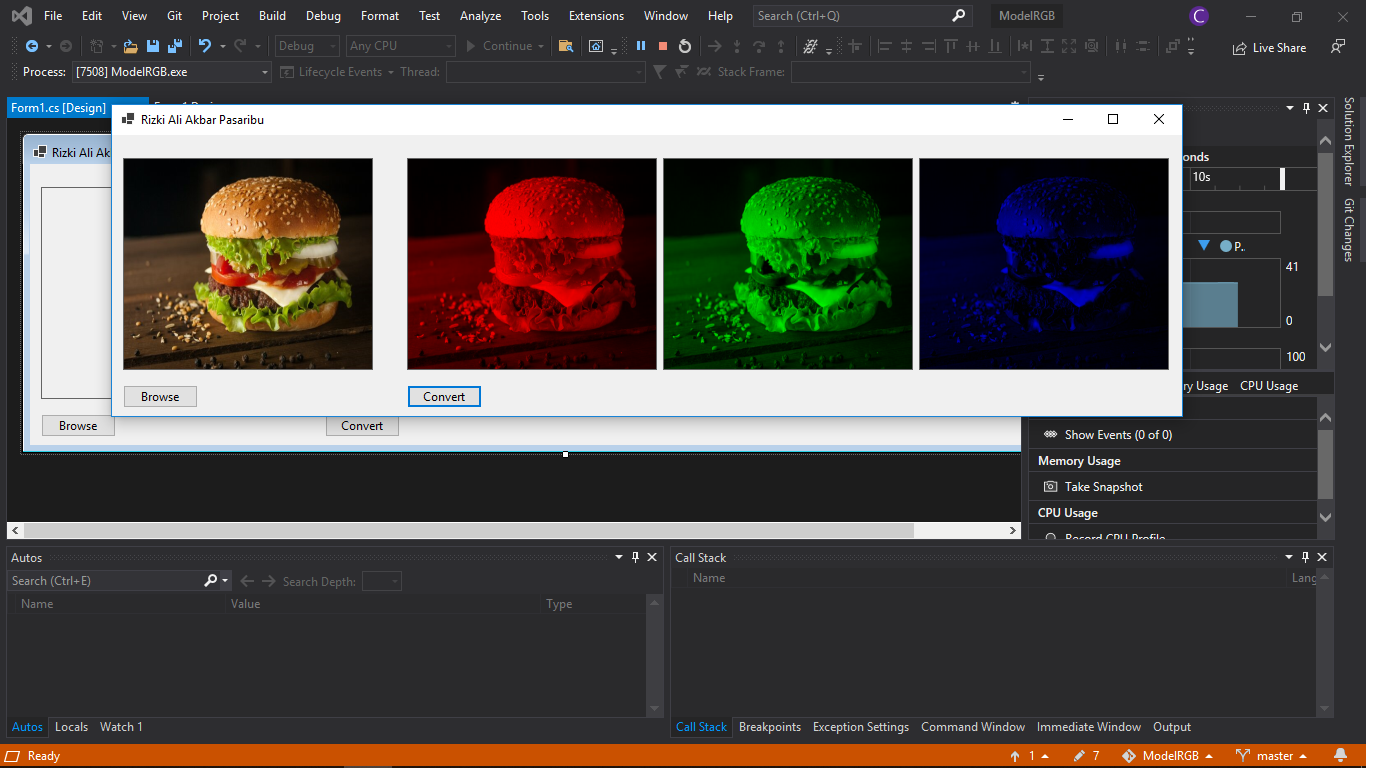 File Edit View Git Project Build Debug Format Test Analyze Tools Extensions Window Help Search (Ctrl+Q) ModelRGB C
Debug Any CPU Continue Live Share
Process: [7508] ModelRGB.exe Lifecycle Events Thread: Stack Frame:
Form1.cs [Design]
Rizki Ali Akbar Pasaribu
Rizki Ali Ak
onds
10s
P..
41
0
100
Browse Convert
ry Usage CPU Usage
Browse Convert
Show Events (0 of 0)
Memory Usage
Take Snapshot
CPU Usage
Record CPU Profile
Solution Explorer
Git Changes
Autos
Search (Ctrl+E) Search Depth:
Name Value Type
Call Stack
Name Lang
Autos Locals Watch 1
Call Stack Breakpoints Exception Settings Command Window Immediate Window Output
Ready 1 7 ModelRGB master